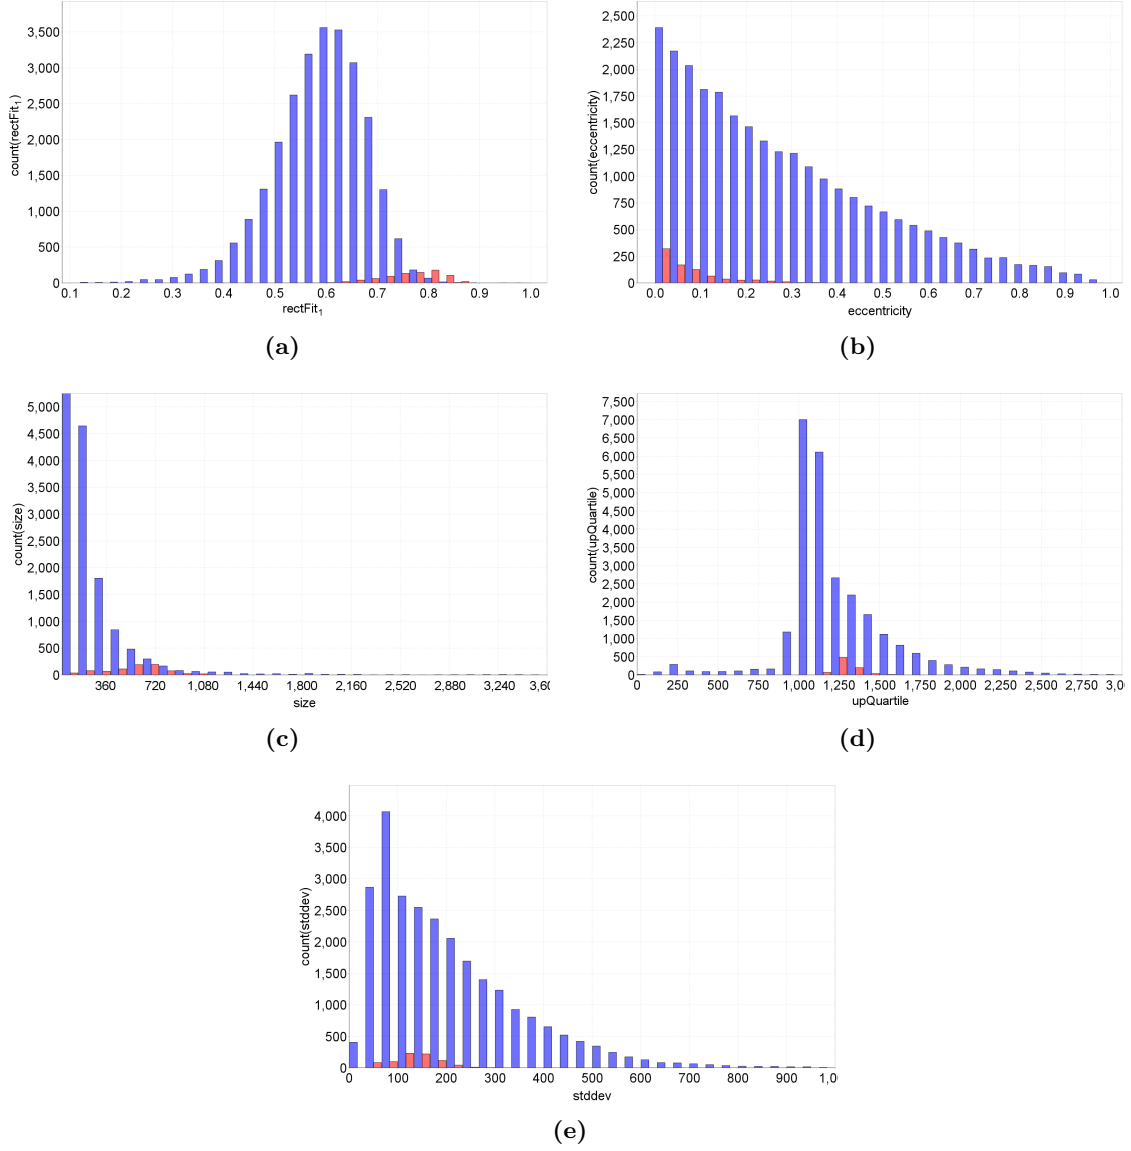 count(rectFit₁)
3,500
3,000
2,500
2,000
1,500
1,000
500
0
0.1 0.2 0.3 0.4 0.5 0.6 0.7 0.8 0.9 1.0
rectFit₁
(a)
count(eccentricity)
2,500
2,250
2,000
1,750
1,500
1,250
1,000
750
500
250
0
0.0 0.1 0.2 0.3 0.4 0.5 0.6 0.7 0.8 0.9 1.0
eccentricity
(b)
count(size)
5,000
4,500
4,000
3,500
3,000
2,500
2,000
1,500
1,000
500
0
360 720 1,080 1,440 1,800 2,160 2,520 2,880 3,240 3,60
size
(c)
count(upQuartile)
7,500
7,000
6,500
6,000
5,500
5,000
4,500
4,000
3,500
3,000
2,500
2,000
1,500
1,000
500
0
0 250 500 750 1,000 1,250 1,500 1,750 2,000 2,250 2,500 2,750 3,0
upQuartile
(d)
count(stddev)
4,000
3,500
3,000
2,500
2,000
1,500
1,000
500
0
0 100 200 300 400 500 600 700 800 900 1,0
stddev
(e)